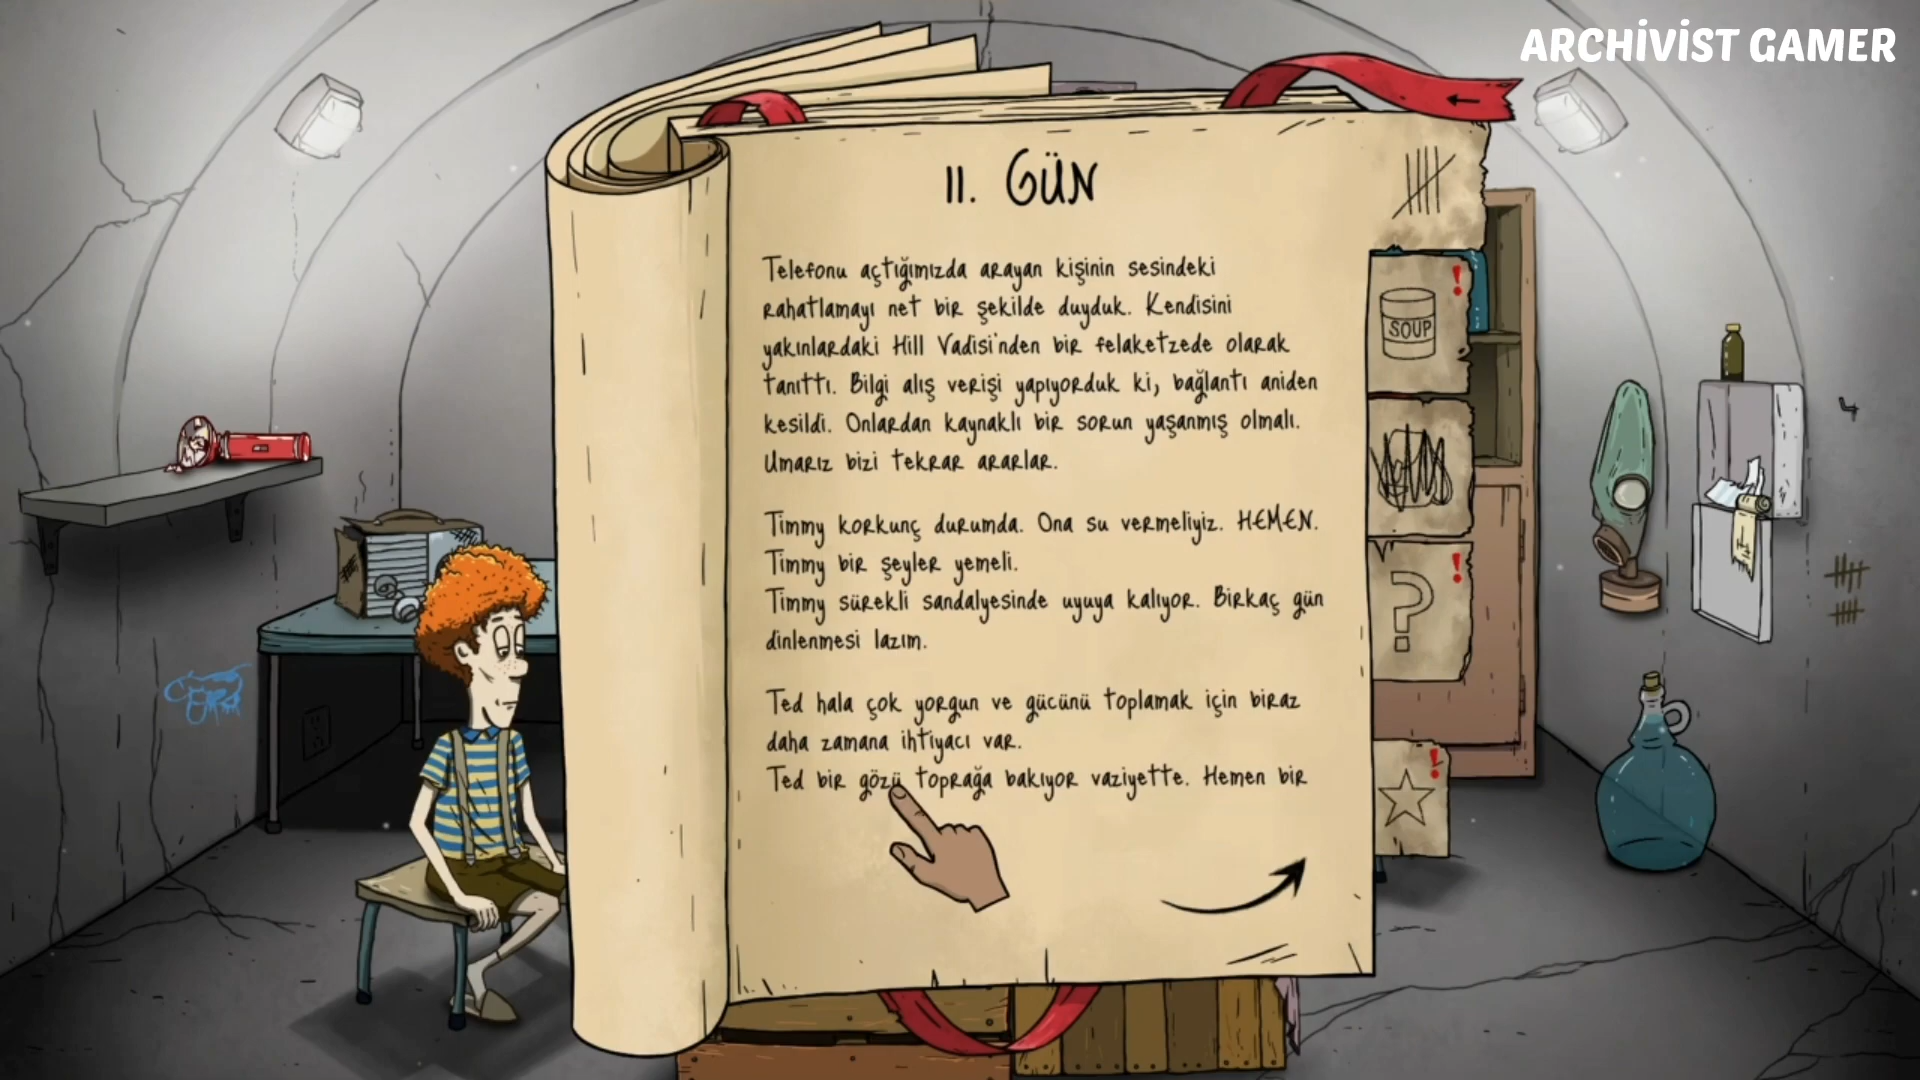 ARCHİVİST GAMER
11. GÜN
Telefonu açtığımızda arayan kişinin sesindeki
rahatlamayı net bir şekilde duyduk. Kendisini
yakınlardaki Hill Vadisi'nden bir felaketzede olarak
tanıttı. Bilgi alış verişi yapıyorduk ki, bağlantı aniden
kesildi. Onlardan kaynaklı bir sorun yaşanmış olmalı.
Umarız bizi tekrar ararlar.
Timmy korkunç durumda. Ona su vermeliyiz. HEMEN.
Timmy bir şeyler yemeli.
Timmy sürekli sandalyesinde uyuya kalıyor. Birkaç gün
dinlenmesi lazım.
Ted hala çok yorgun ve gücünü toplamak için biraz
daha zamana ihtiyacı var.
Ted bir gözü toprağa bakıyor vaziyette. Hemen bir
!
SOUP
!
?
!